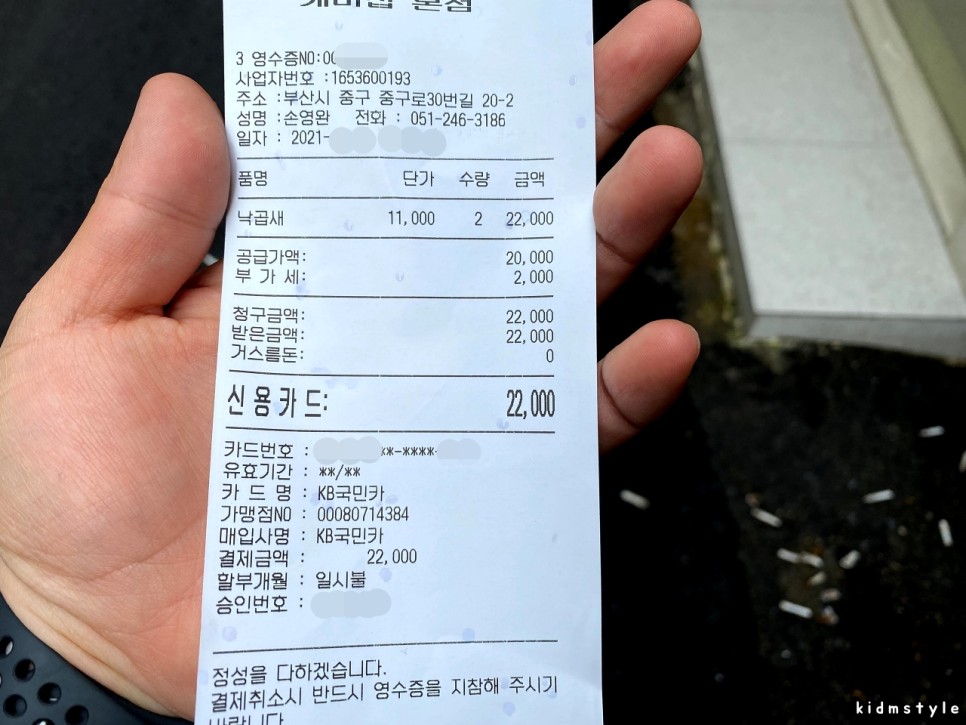 본점
3 영수증NO:00
사업자번호 :1653600193
주소 :부산시 중구 중구로30번길 20-2
성명 :손영완 전화 : 051-246-3186
일자 : 2021-
품명 단가 수량 금액
낙곱새 11,000 2 22,000
공급가액: 20,000
부 가 세: 2,000
청구금액: 22,000
받은금액: 22,000
거스름돈: 0
신용카드: 22,000
카드번호 : **-****-
유효기간 : **/**
카 드 명 : KB국민카
가맹점NO : 00080714384
매입사명 : KB국민카
결제금액 : 22,000
할부개월 : 일시불
승인번호 :
정성을 다하겠습니다.
결제취소시 반드시 영수증을 지참해 주시기
바랍니다
kidmstyle